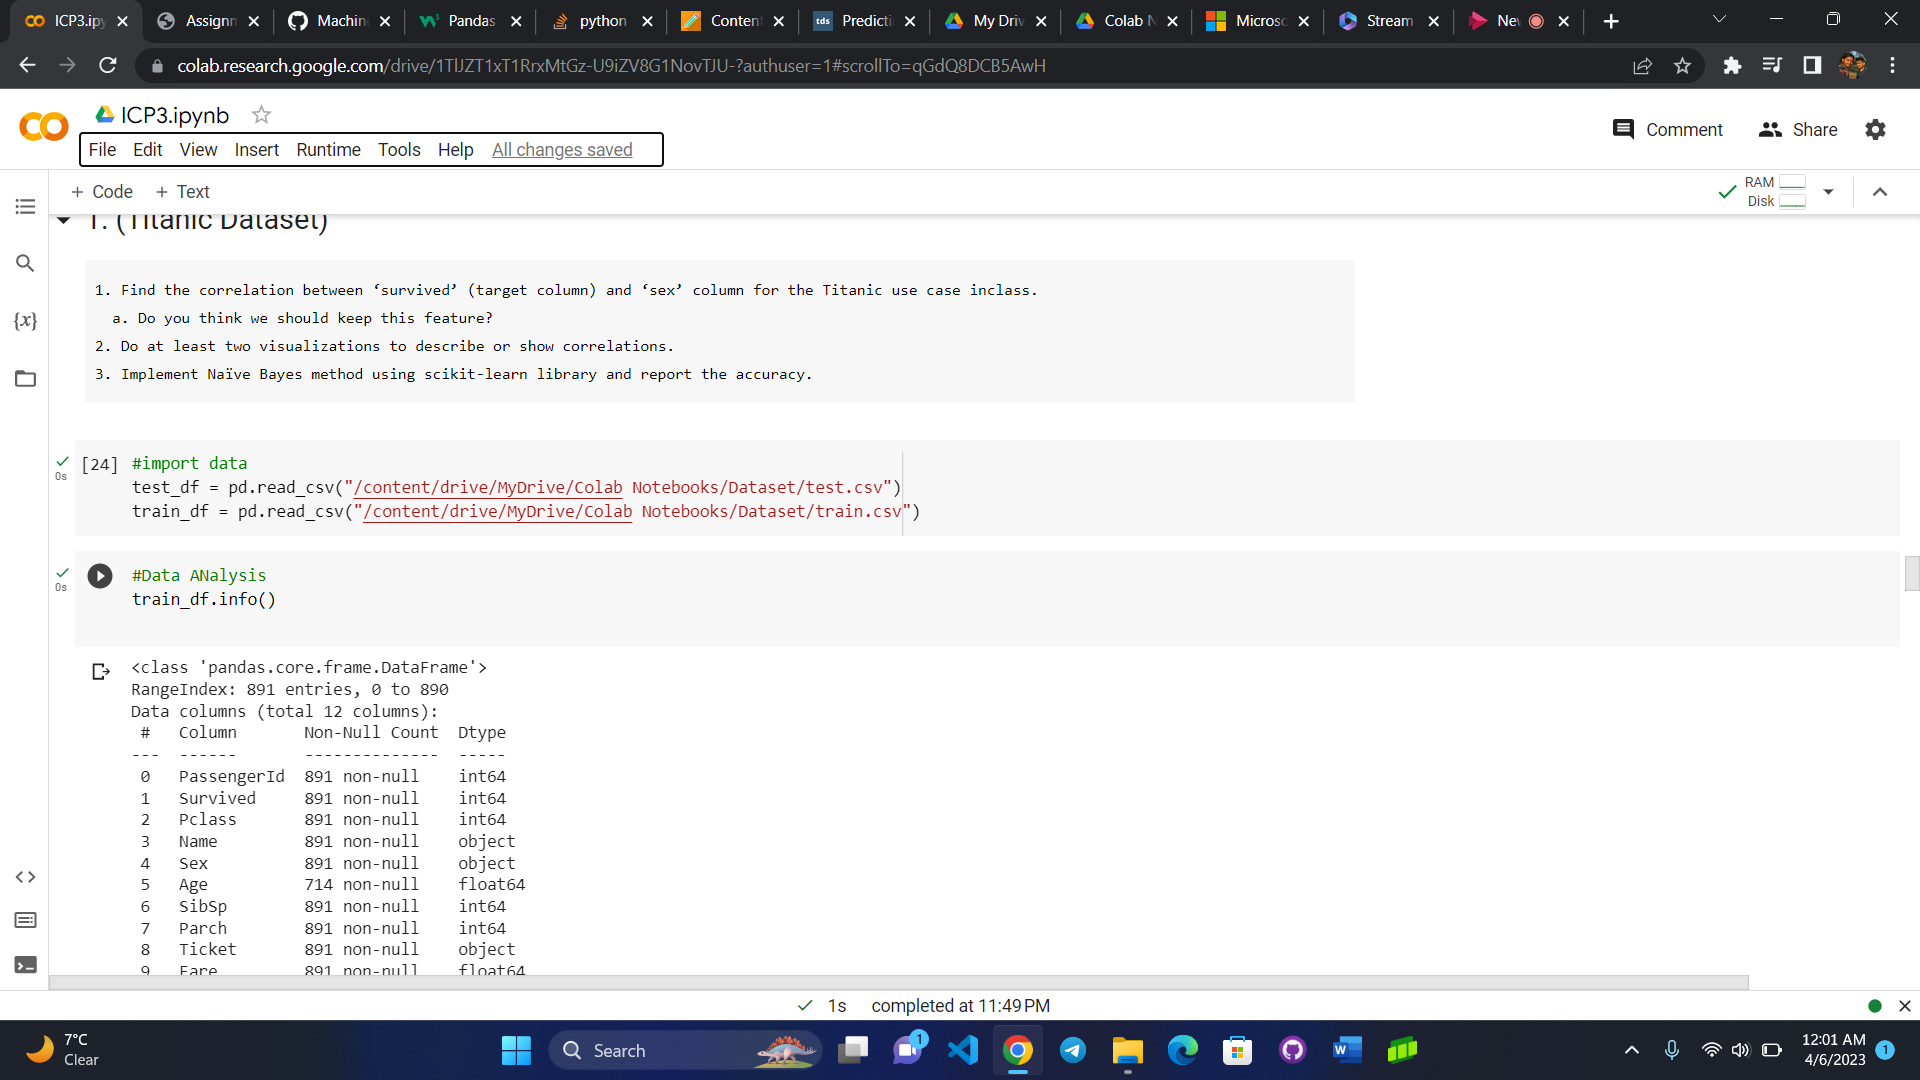 ICP3.ipy
Assignn
Machin
Pandas
python
Content
Predicti
My Driv
Colab N
Microso
Stream
Nev
colab.research.google.com/drive/1TlJZT1xT1RrxMtGz-U9iZV8G1NovTJU-?authuser=1#scrollTo=qGdQ8DCB5AwH
ICP3.ipynb
File Edit View Insert Runtime Tools Help All changes saved
Comment
Share
+ Code + Text
RAM
Disk
1. (Titanic Dataset)
1. Find the correlation between ‘survived’ (target column) and ‘sex’ column for the Titanic use case inclass.
a. Do you think we should keep this feature?
2. Do at least two visualizations to describe or show correlations.
3. Implement Naïve Bayes method using scikit-learn library and report the accuracy.
0s
[24] #import data
test_df = pd.read_csv("/content/drive/MyDrive/Colab Notebooks/Dataset/test.csv")
train_df = pd.read_csv("/content/drive/MyDrive/Colab Notebooks/Dataset/train.csv")
0s
#Data ANalysis
train_df.info()
<class 'pandas.core.frame.DataFrame'>
RangeIndex: 891 entries, 0 to 890
Data columns (total 12 columns):
# Column Non-Null Count Dtype
--- ------ -------------- -----
0 PassengerId 891 non-null int64
1 Survived 891 non-null int64
2 Pclass 891 non-null int64
3 Name 891 non-null object
4 Sex 891 non-null object
5 Age 714 non-null float64
6 SibSp 891 non-null int64
7 Parch 891 non-null int64
8 Ticket 891 non-null object
9 Fare 891 non-null float64
1s completed at 11:49 PM
7°C
Clear
Search
1
12:01 AM
4/6/2023
1